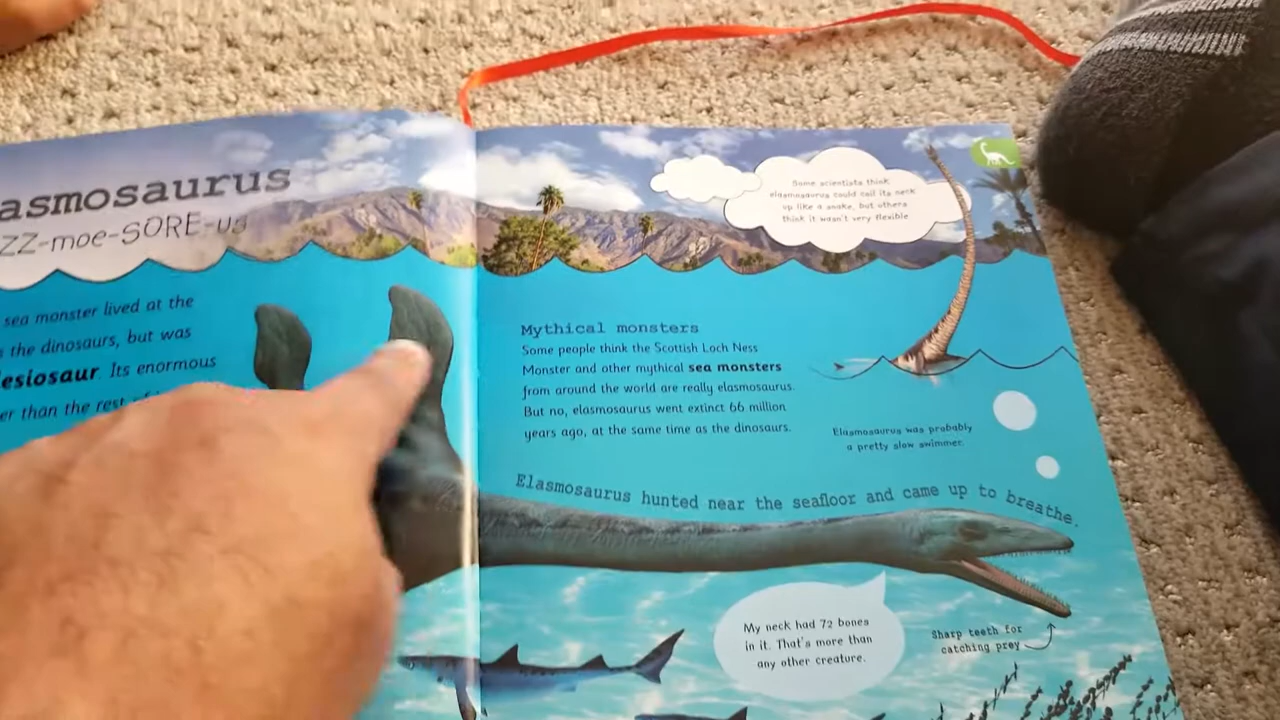 asmosaurus
ZZ-moe-SORE-us
sea monster lived at the
the dinosaurs, but was
esiosaur. Its enormous
er than the rest
Some scientists think
elasmosaurus could coil its neck
up like a snake, but others
think it wasn't very flexible
Mythical monsters
Some people think the Scottish Loch Ness
Monster and other mythical sea monsters
from around the world are really elasmosaurus.
But no, elasmosaurus went extinct 66 million
years ago, at the same time as the dinosaurs.
Elasmosaurus was probably
a pretty slow swimmer.
Elasmosaurus hunted near the seafloor and came up to breathe.
My neck had 72 bones
in it. That's more than
any other creature.
Sharp teeth for
catching prey